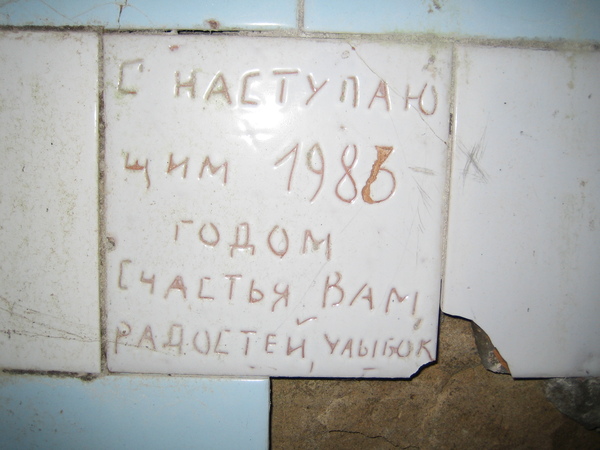 С НАСТУПАЮ
ЩИМ 1986
ГОДОМ
СЧАСТЬЯ ВАМ,
РАДОСТЕЙ, УЛЫБОК